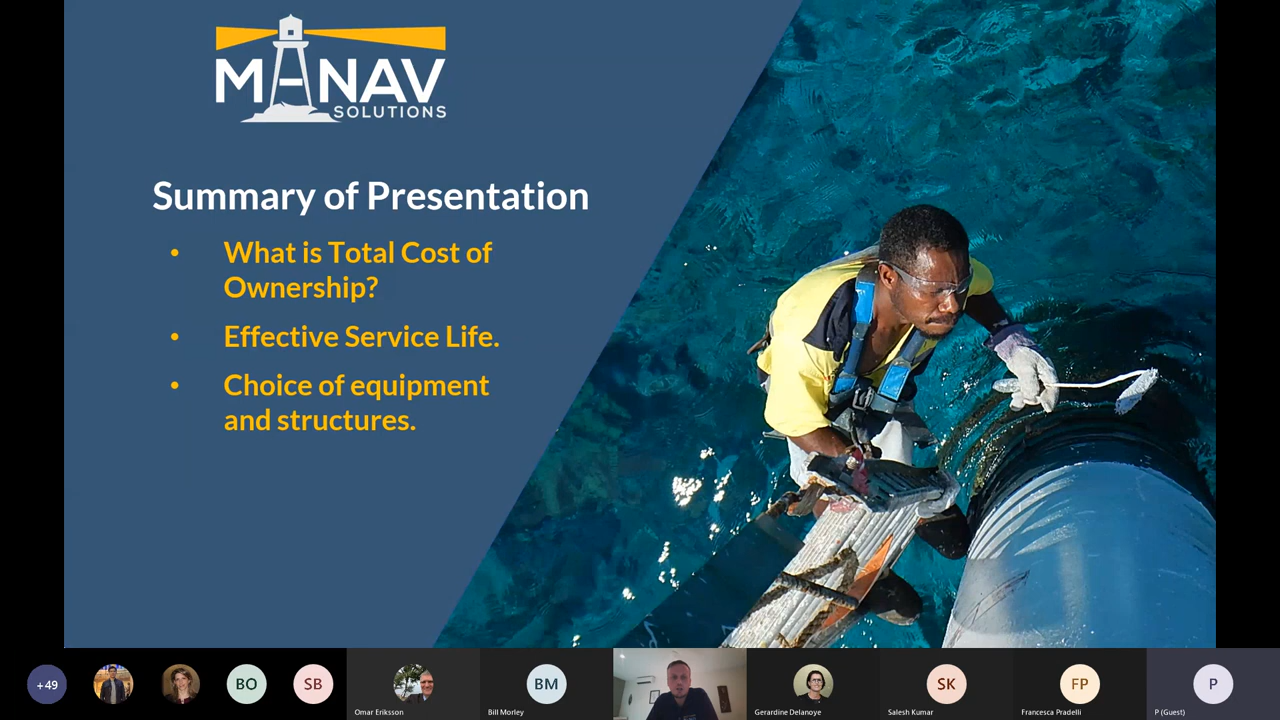 MANAV
SOLUTIONS
Summary of Presentation
• What is Total Cost of
Ownership?
• Effective Service Life.
• Choice of equipment
and structures.
+49
BO
SB
BM
SK
FP
P
Omar Eriksson
Bill Morley
Gerardine Delanoye
Salesh Kumar
Francesca Pradelli
P (Guest)